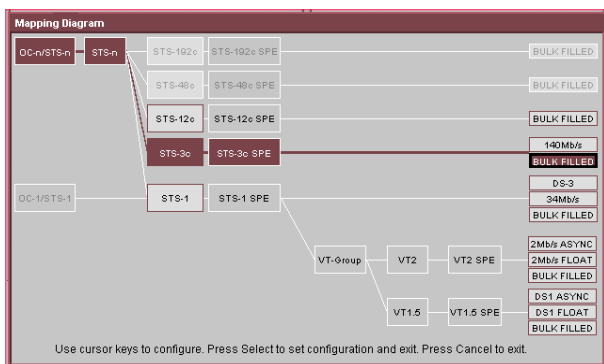 Mapping Diagram
OC-n/STS-n STS-n STS-192c STS-192c SPE BULK FILLED
STS-48c STS-48c SPE BULK FILLED
STS-12c STS-12c SPE BULK FILLED
140Mb/s
STS-3c STS-3c SPE
BULK FILLED
DS-3
OC-1/STS-1 STS-1 STS-1 SPE 34Mb/s
BULK FILLED
2Mb/s ASYNC
VT-Group VT2 VT2 SPE 2Mb/s FLOAT
BULK FILLED
DS1 ASYNC
VT1.5 VT1.5 SPE DS1 FLOAT
BULK FILLED
Use cursor keys to configure. Press Select to set configuration and exit. Press Cancel to exit.